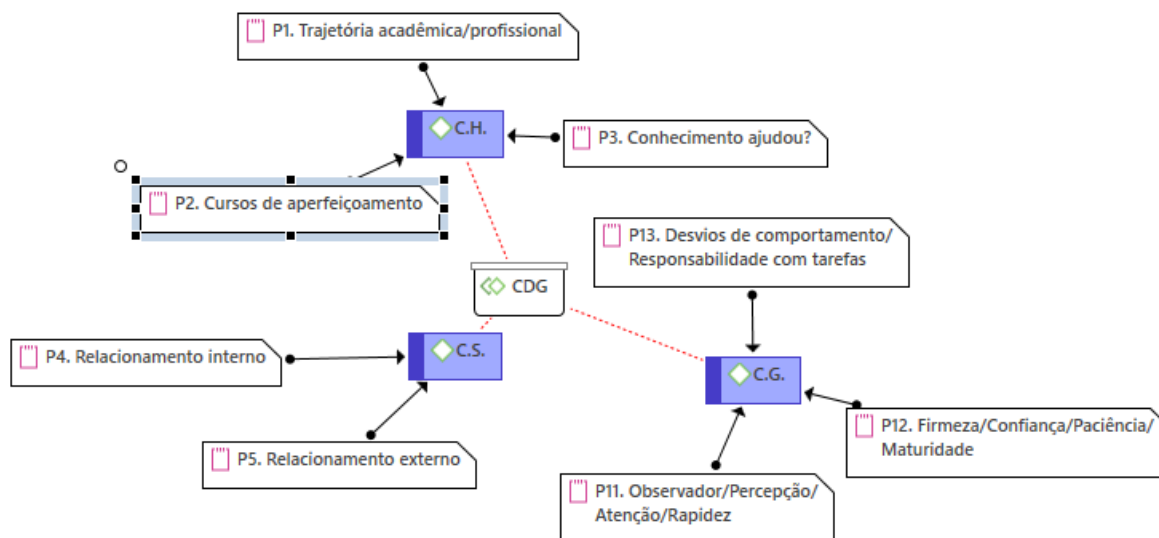 P1. Trajetória acadêmica/profissional
C.H.
P3. Conhecimento ajudou?
P2. Cursos de aperfeiçoamento
P13. Desvios de comportamento/
Responsabilidade com tarefas
CDG
P4. Relacionamento interno
C.S.
C.G.
P5. Relacionamento externo
P12. Firmeza/Confiança/Paciência/
Maturidade
P11. Observador/Percepção/
Atenção/Rapidez